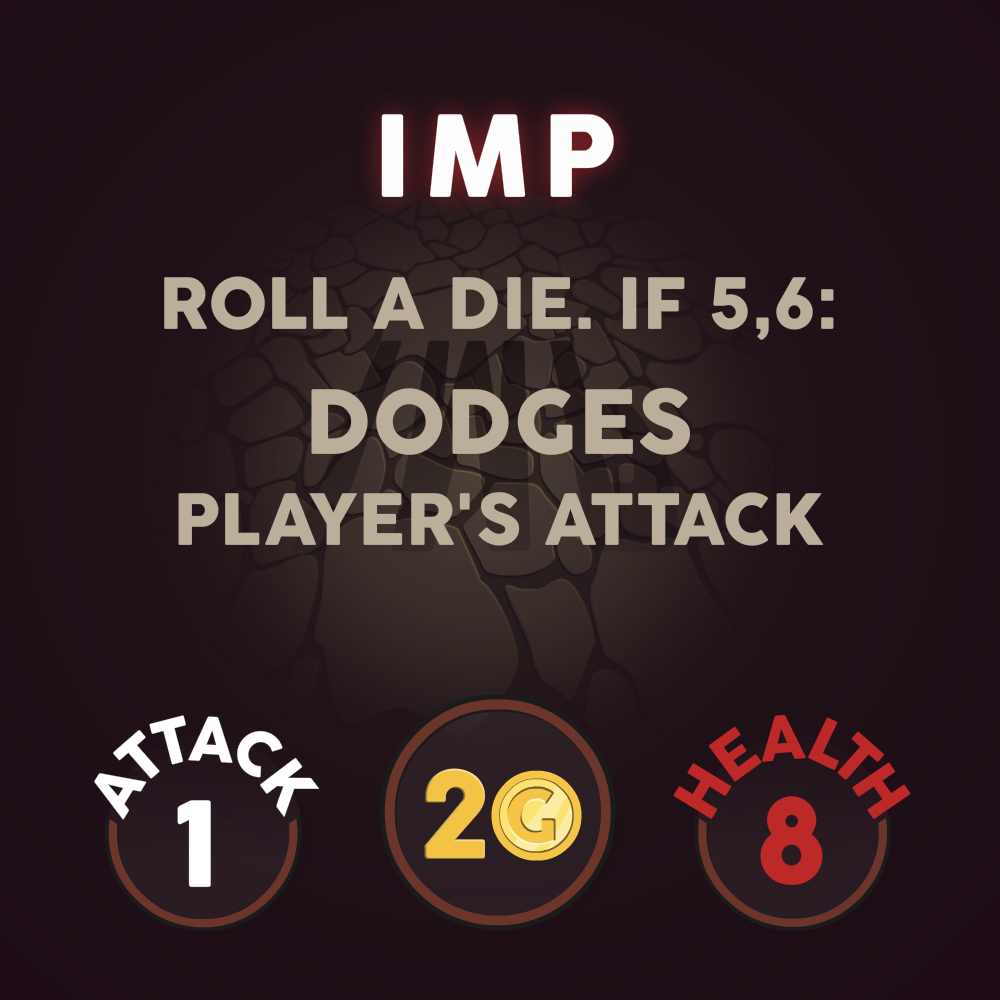 IMP
ROLL A DIE. IF 5,6:
DODGES
PLAYER'S ATTACK
ATTACK
1
2G
HEALTH
8